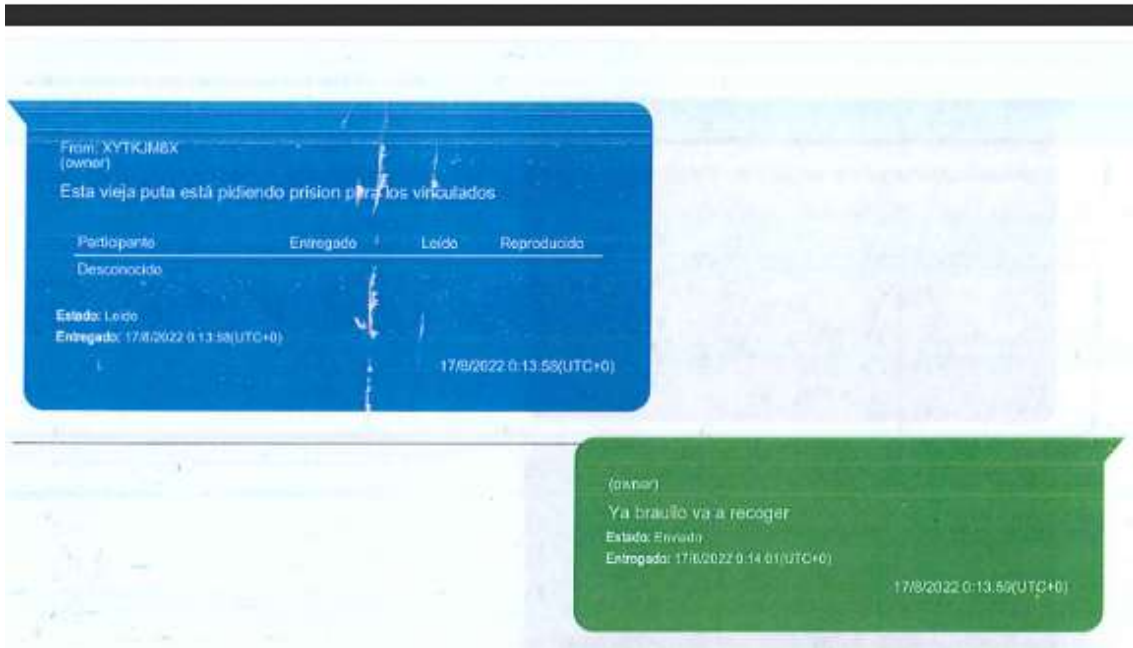 From: XYTKJM8X
(owner)
Esta vieja puta está pidiendo prision para los vinculados
Participante Entregado Leído Reproducido
Desconocido
Estado: Leído
Entregado: 17/8/2022 0:13:58(UTC+0)
17/8/2022 0:13:58(UTC+0)
(owner)
Ya braulio va a recoger
Estado: Enviado
Entregado: 17/8/2022 0:14:01(UTC+0)
17/8/2022 0:13:59(UTC+0)